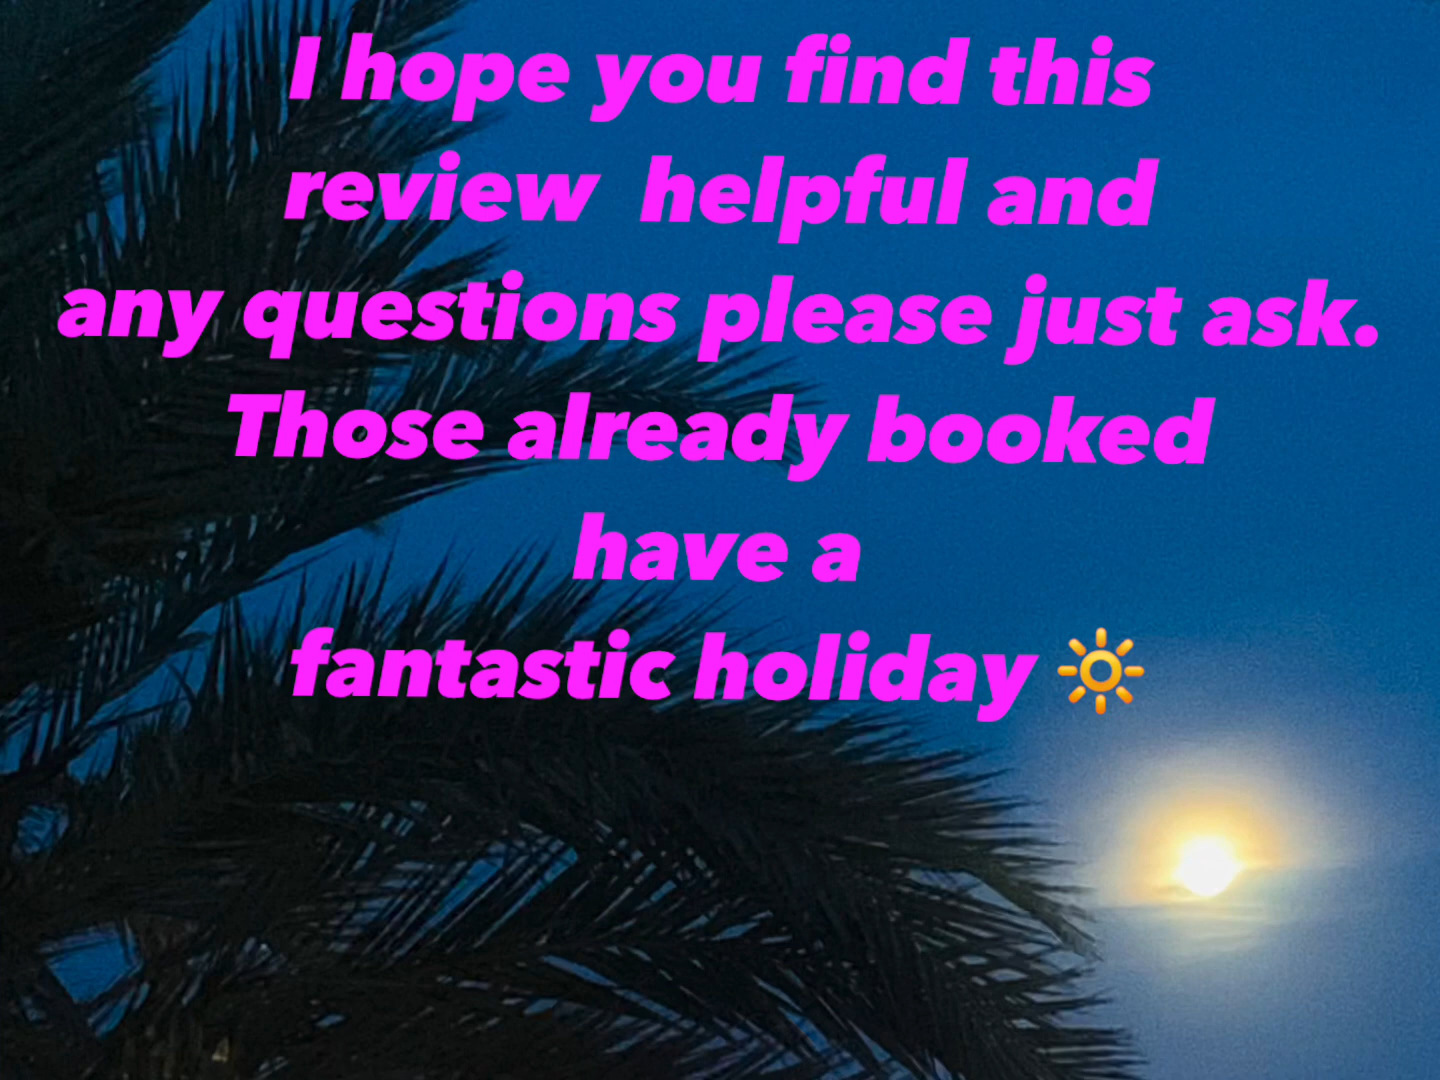 I hope you find this
review  helpful and
any questions please just ask.
Those already booked
have a
fantastic holiday 🔆